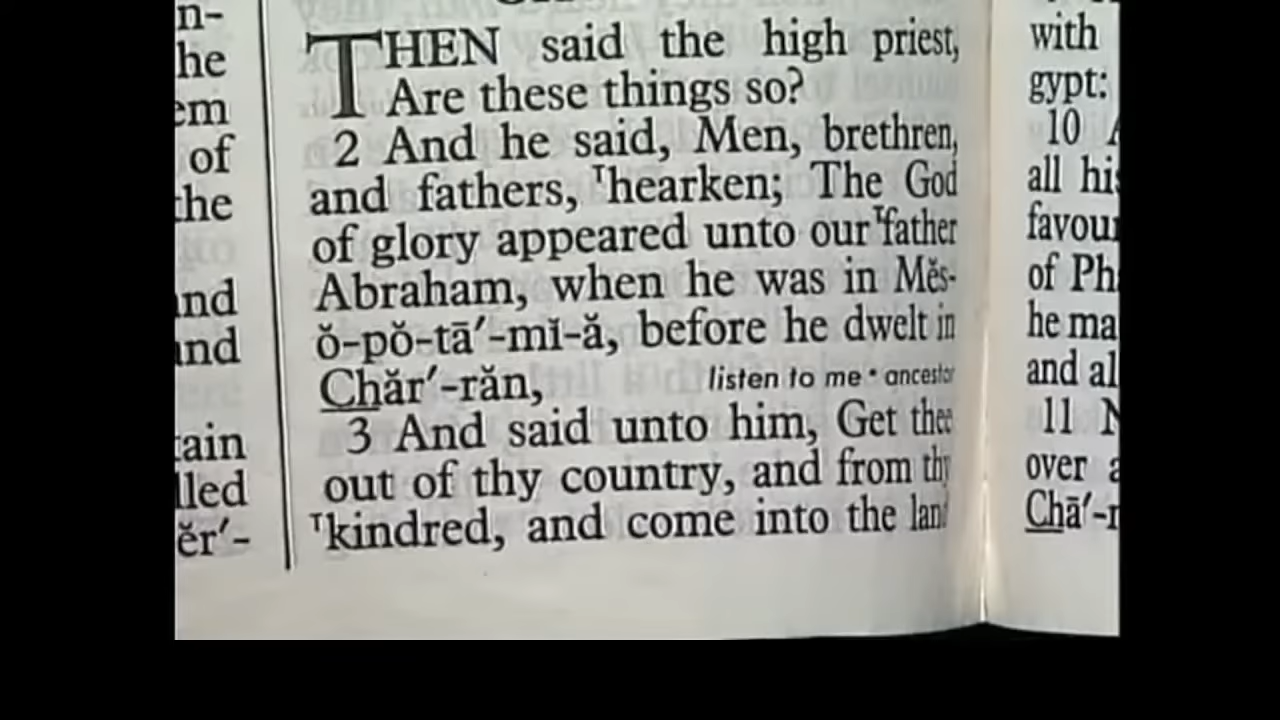 n-
he
em
of
the
and
and
tain
lled
ĕr′-
THEN said the high priest,
Are these things so?
2 And he said, Men, brethren,
and fathers, ᵀhearken; The God
of glory appeared unto our ᵀfather
Abraham, when he was in Mĕs-
ŏ-pŏ-tā′-mĭ-ă, before he dwelt in
Chăr′-răn, listen to me • ancestor
3 And said unto him, Get thee
out of thy country, and from thy
ᵀkindred, and come into the land
with
gypt:
10 A
all his
favour
of Ph
he ma
and al
11 N
over a
Chā′-r